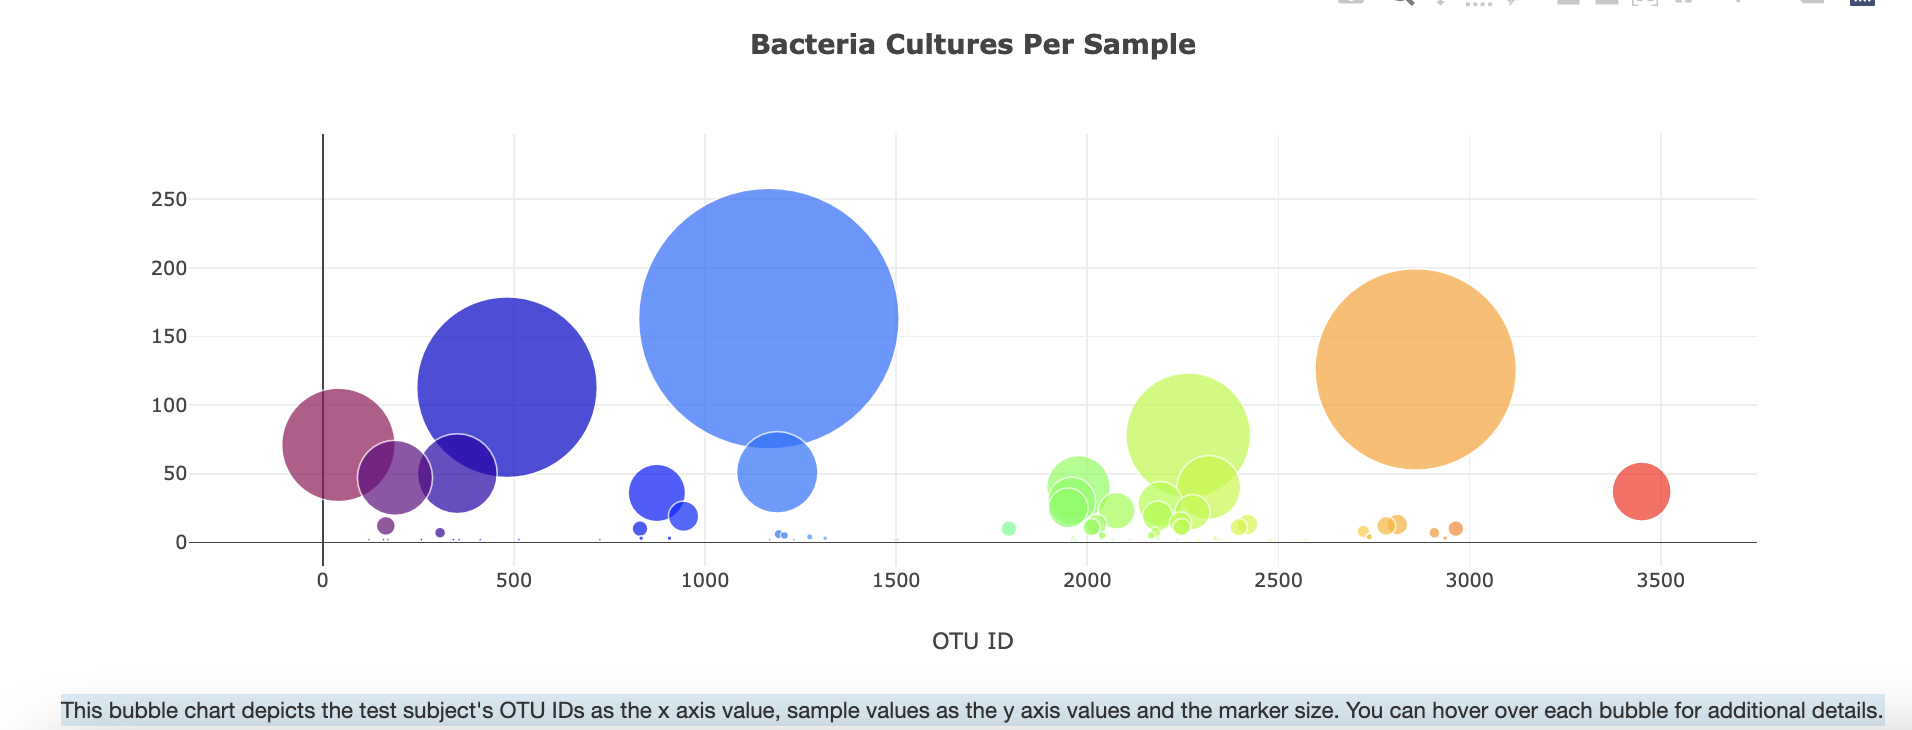 Bacteria Cultures Per Sample
250
200
150
100
50
0
0 500 1000 1500 2000 2500 3000 3500
OTU ID
This bubble chart depicts the test subject's OTU IDs as the x axis value, sample values as the y axis values and the marker size. You can hover over each bubble for additional details.